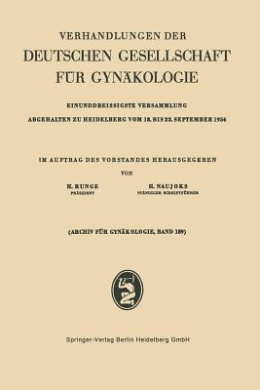 VERHANDLUNGEN DER
DEUTSCHEN GESELLSCHAFT
FÜR GYNÄKOLOGIE
EINUNDDREISSIGSTE VERSAMMLUNG
ABGEHALTEN ZU HEIDELBERG VOM 18. BIS 22. SEPTEMBER 1956
IM AUFTRAG DES VORSTANDES HERAUSGEGEBEN
VON
H. RUNGE H. NAUJOKS
PRÄSIDENT STÄNDIGER SCHRIFTFÜHRER
(ARCHIV FÜR GYNÄKOLOGIE, BAND 189)
Springer-Verlag Berlin Heidelberg GmbH